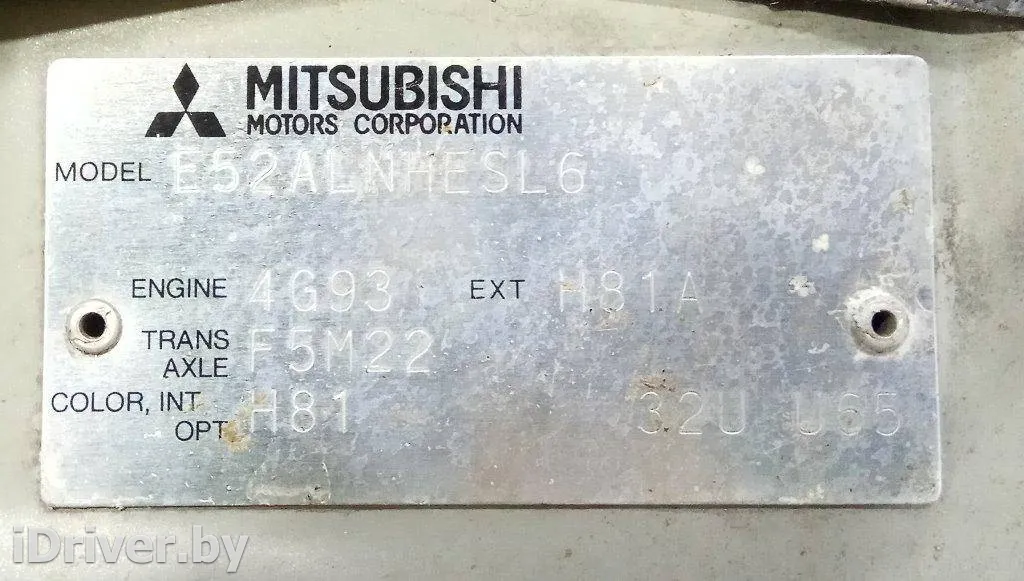 MITSUBISHI
MOTORS CORPORATION
MODEL E52ALNHESL6
ENGINE 4G93 EXT H81A
TRANS AXLE F5M22
COLOR, INT OPT H81 32U U65
iDriver.by